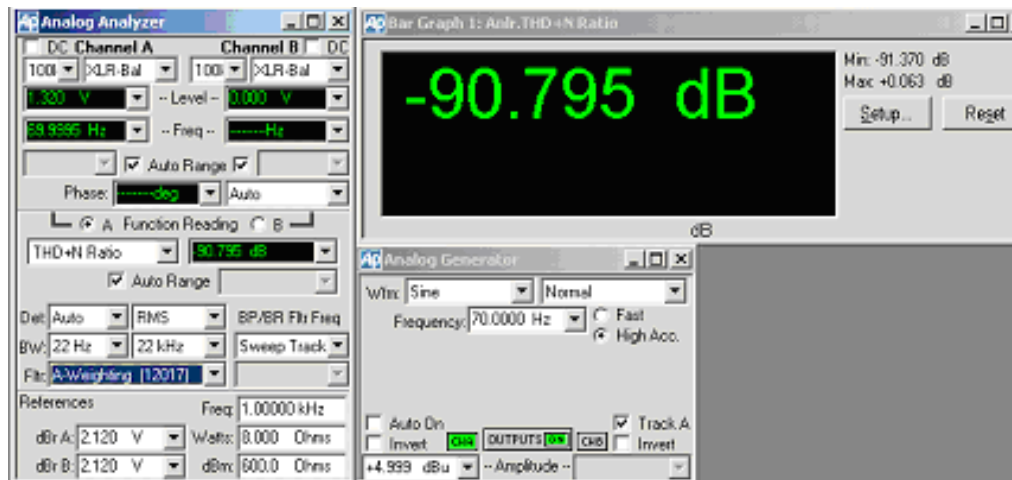 Ap Analog Analyzer
DC Channel A Channel B DC
100k XLR-Bal 100k XLR-Bal
1.320 V -- Level -- 0.000 V
69.9395 Hz -- Freq -- ------Hz
Auto Range
Phase: ------deg Auto
A Function Reading B
THD+N Ratio -90.795 dB
Auto Range
Det: Auto RMS BP/BR Fltr Freq
BW: 22 Hz 22 kHz Sweep Track
Fltr: A-Weighting (12017)
References Freq: 1.00000 kHz
dBr A: 2.120 V Watts: 8.000 Ohms
dBr B: 2.120 V dBm: 600.0 Ohms
Ap Bar Graph 1: Anlr.THD+N Ratio
-90.795 dB
Min: -91.370 dB
Max: +0.063 dB
Setup... Reset
dB
Ap Analog Generator
Wfm: Sine Normal
Frequency: 70.0000 Hz Fast
High Acc.
Auto On Track A
Invert CHA OUTPUTS ON CHB Invert
+4.999 dBu -- Amplitude --